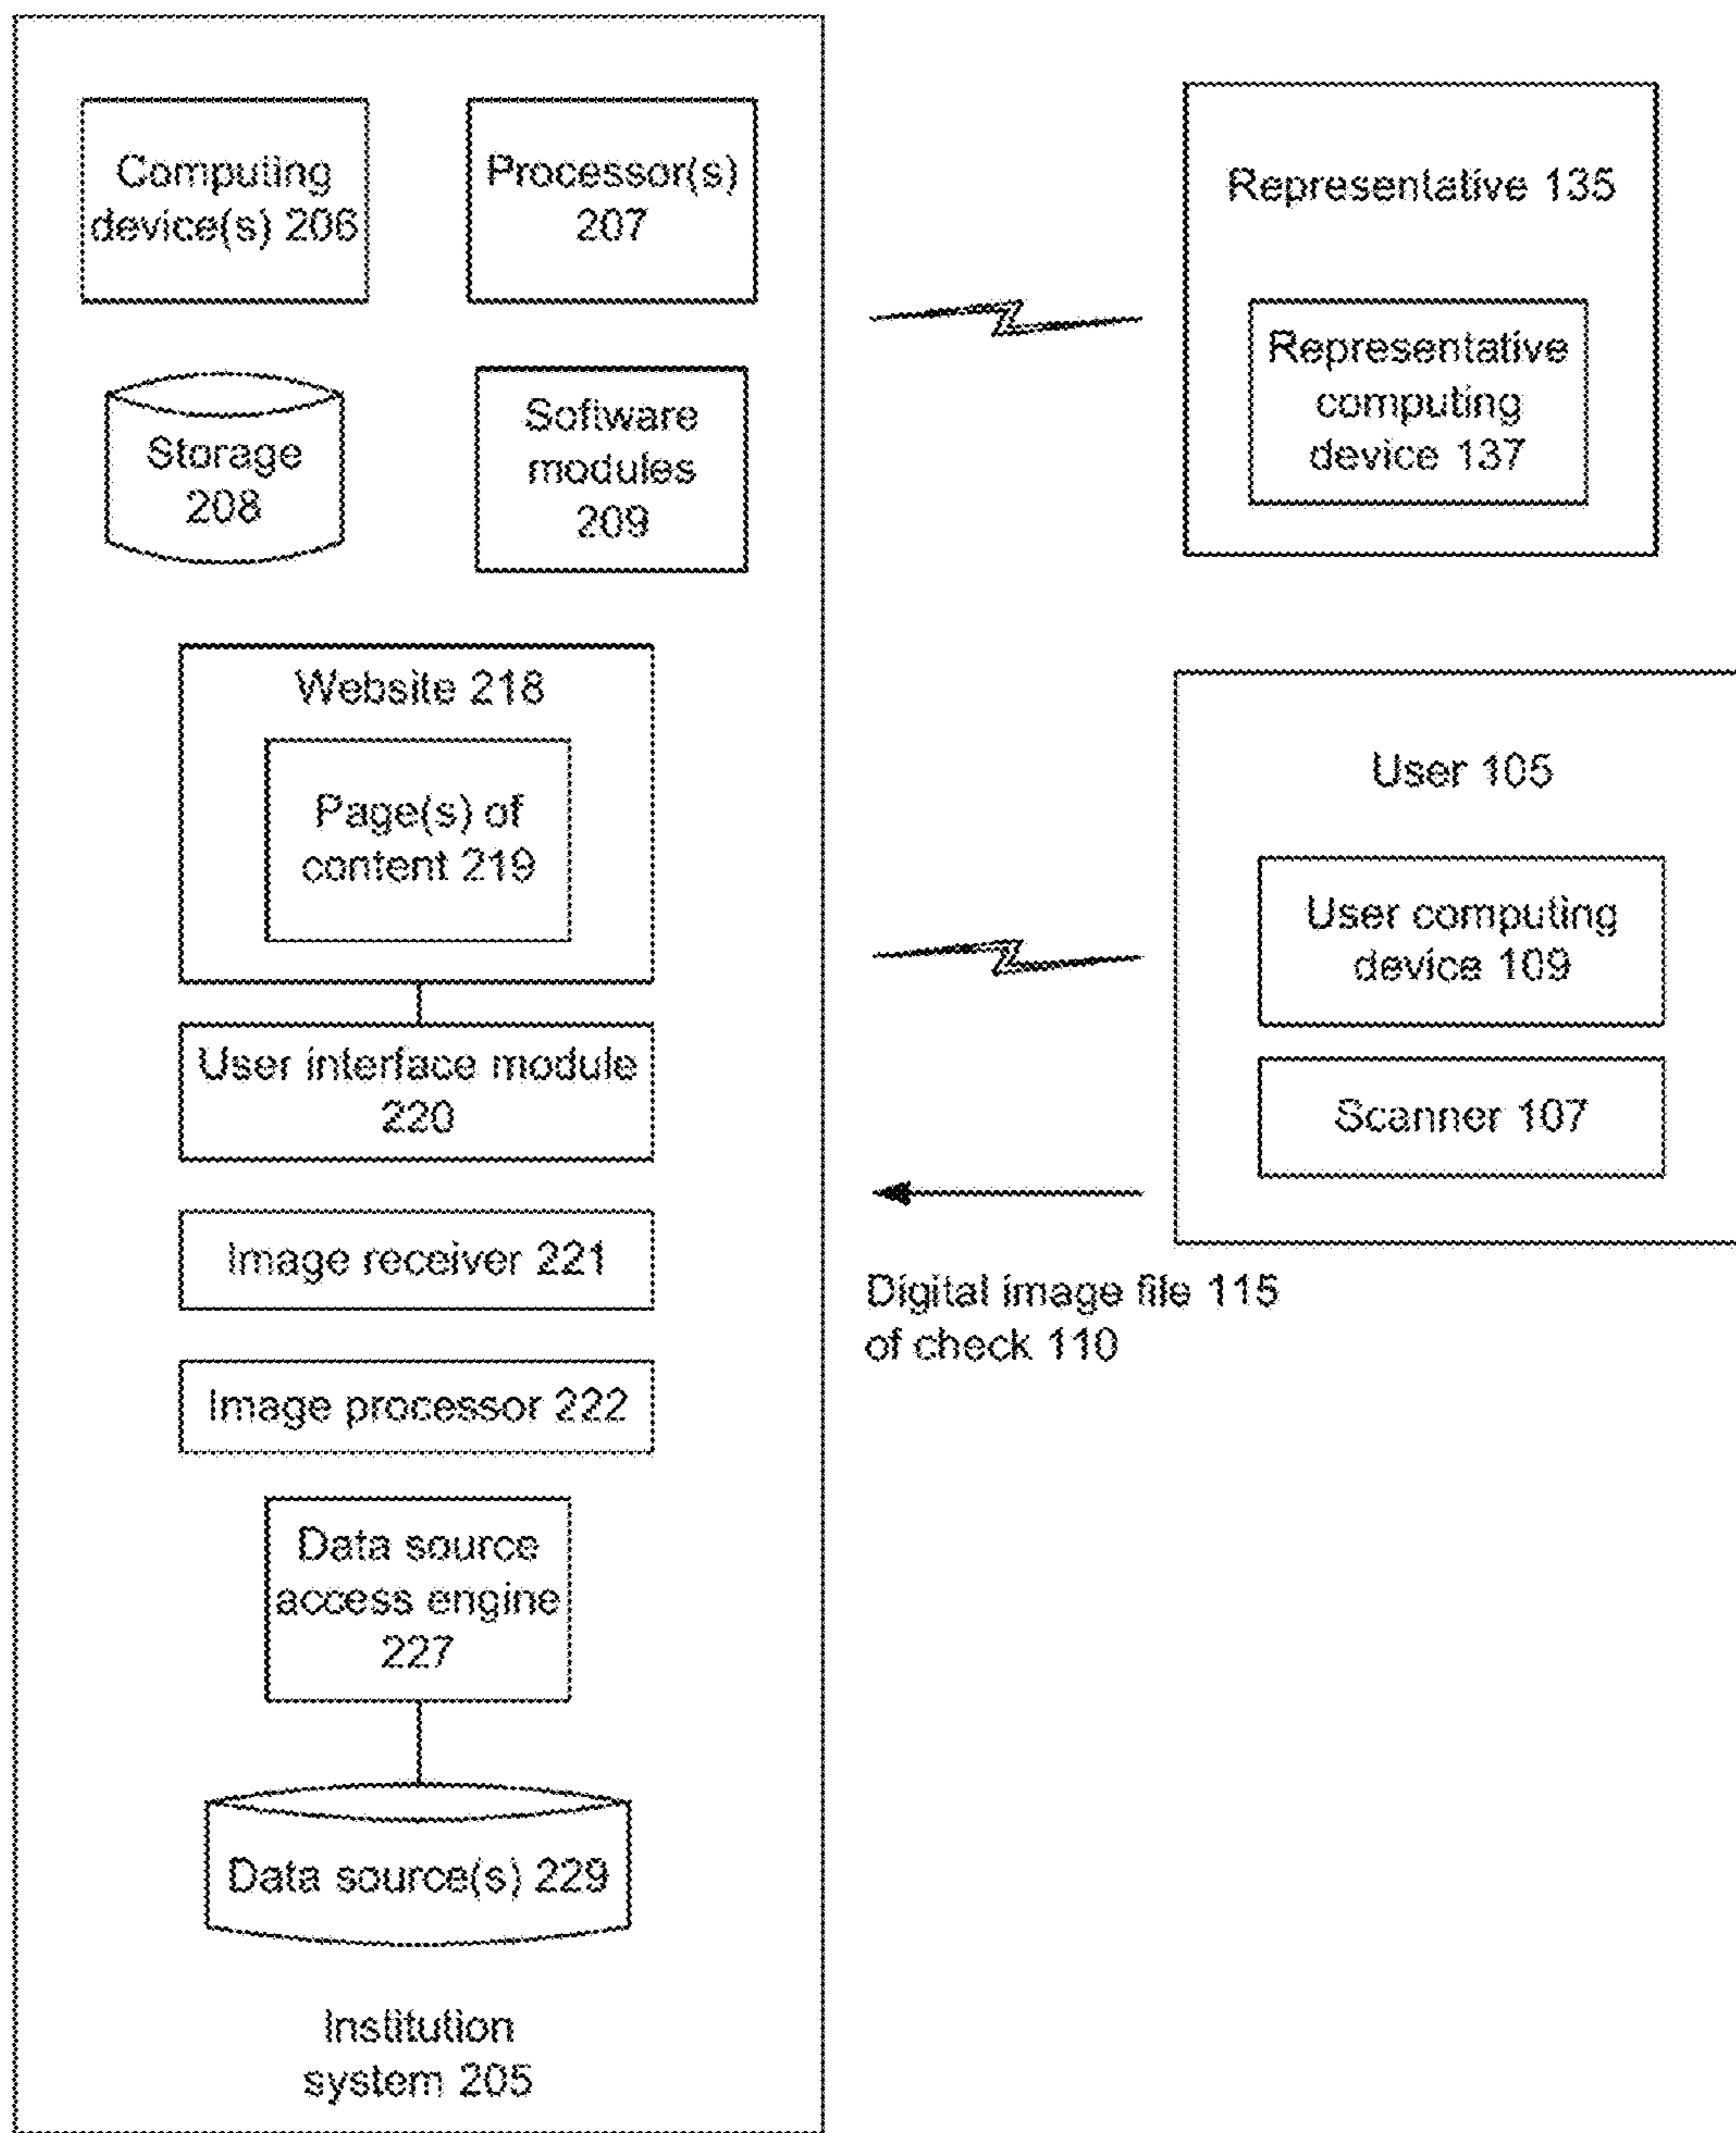 Computing
device(s) 206
Processor(s)
207
Storage
208
Software
modules
209
Website 218
Page(s) of
content 219
User interface module
220
Image receiver 221
Image processor 222
Data source
access engine
227
Data source(s) 229
Institution
system 205
Representative 135
Representative
computing
device 137
User 105
User computing
device 109
Scanner 107
Digital image file 115
of check 110